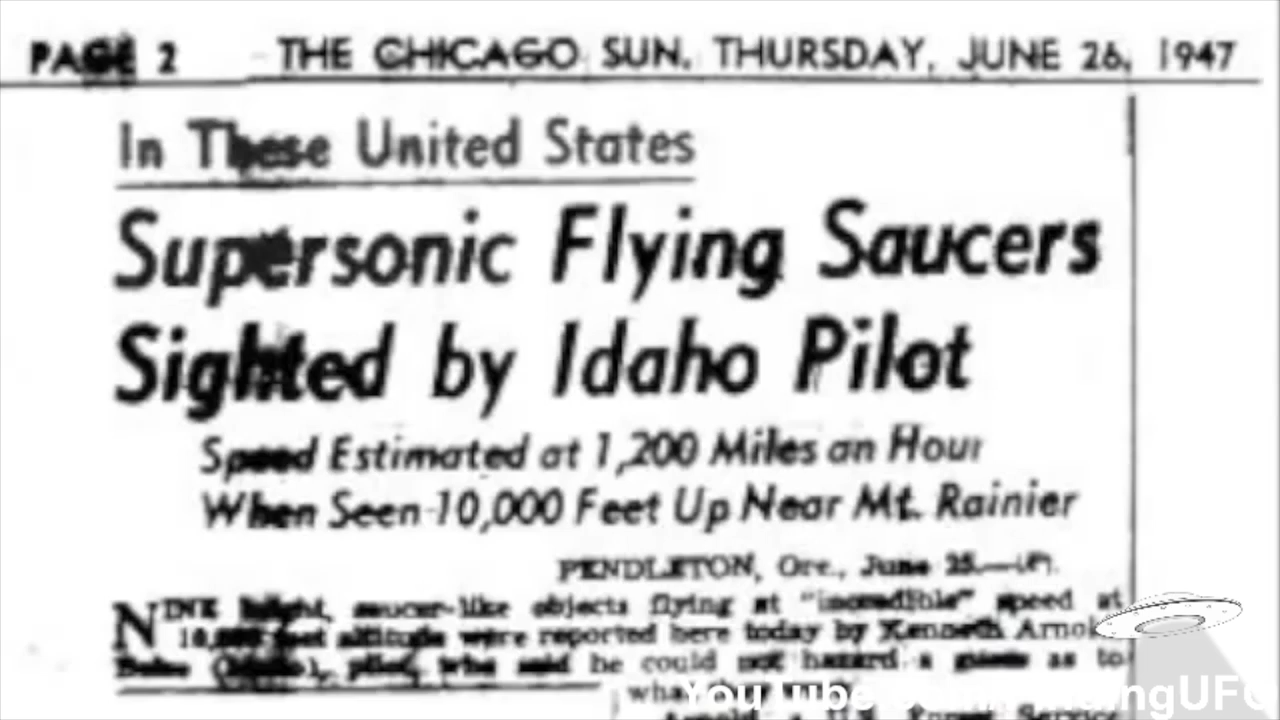 PAGE 2 THE CHICAGO SUN, THURSDAY, JUNE 26, 1947
In These United States
Supersonic Flying Saucers
Sighted by Idaho Pilot
Speed Estimated at 1,200 Miles an Hour
When Seen 10,000 Feet Up Near Mt. Rainier
PENDLETON, Ore., June 25.—
NINE bright, saucer-like objects flying at "incredible" speed at
10,000 feet altitude were reported here today by Kenneth Arnold
Boise (Idaho), pilot, who said he could not hazard a guess as to
YouTube